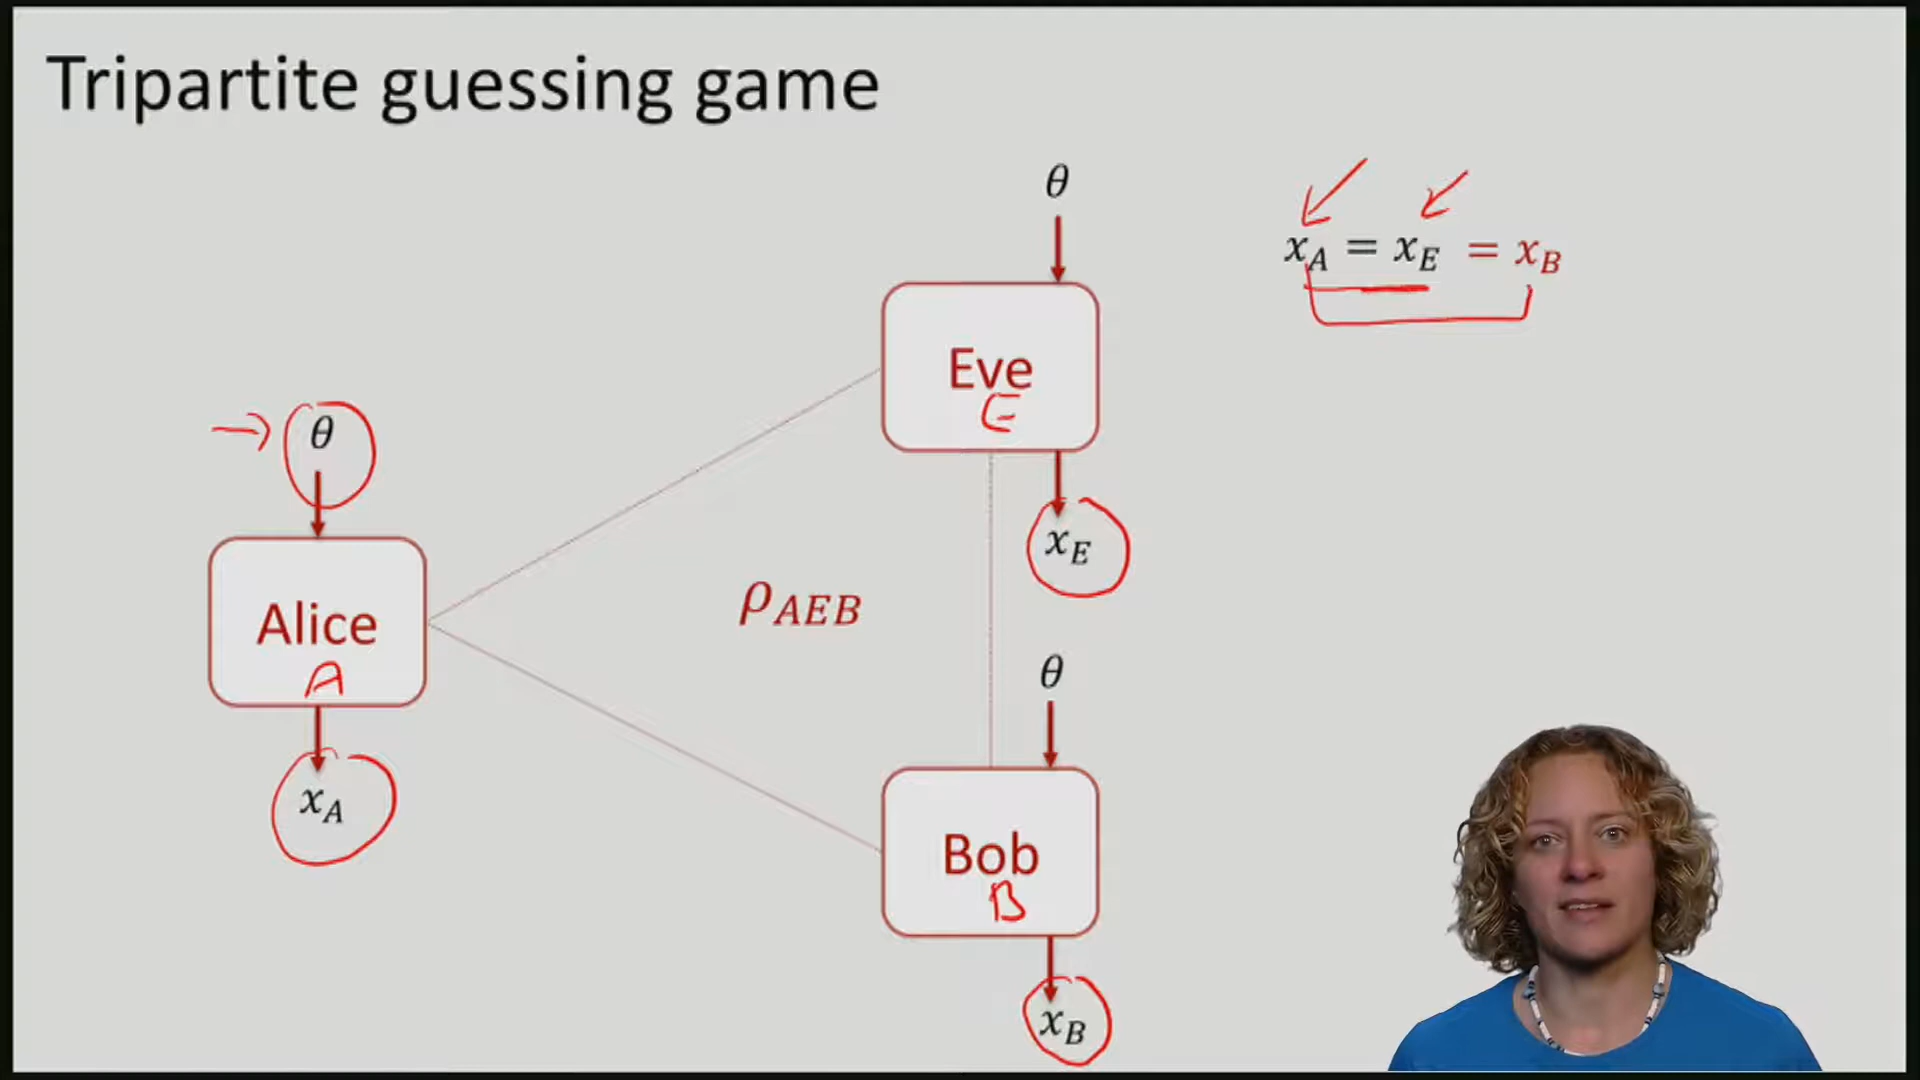 Tripartite guessing game
θ
x_A = x_E = x_B
Eve
E
θ
x_E
Alice
A
ρ_AEB
θ
x_A
Bob
B
x_B